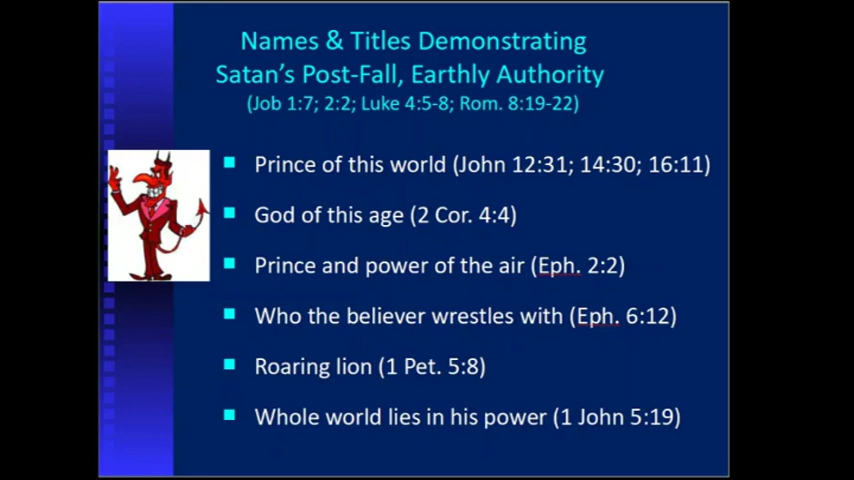 Names & Titles Demonstrating
Satan's Post-Fall, Earthly Authority
(Job 1:7; 2:2; Luke 4:5-8; Rom. 8:19-22)
Prince of this world (John 12:31; 14:30; 16:11)
God of this age (2 Cor. 4:4)
Prince and power of the air (Eph. 2:2)
Who the believer wrestles with (Eph. 6:12)
Roaring lion (1 Pet. 5:8)
Whole world lies in his power (1 John 5:19)